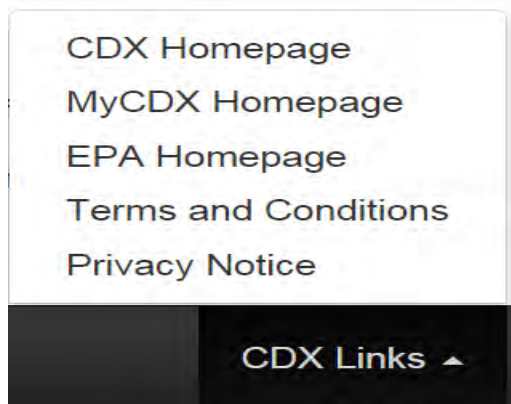 CDX Homepage
MyCDX Homepage
EPA Homepage
Terms and Conditions
Privacy Notice
CDX Links